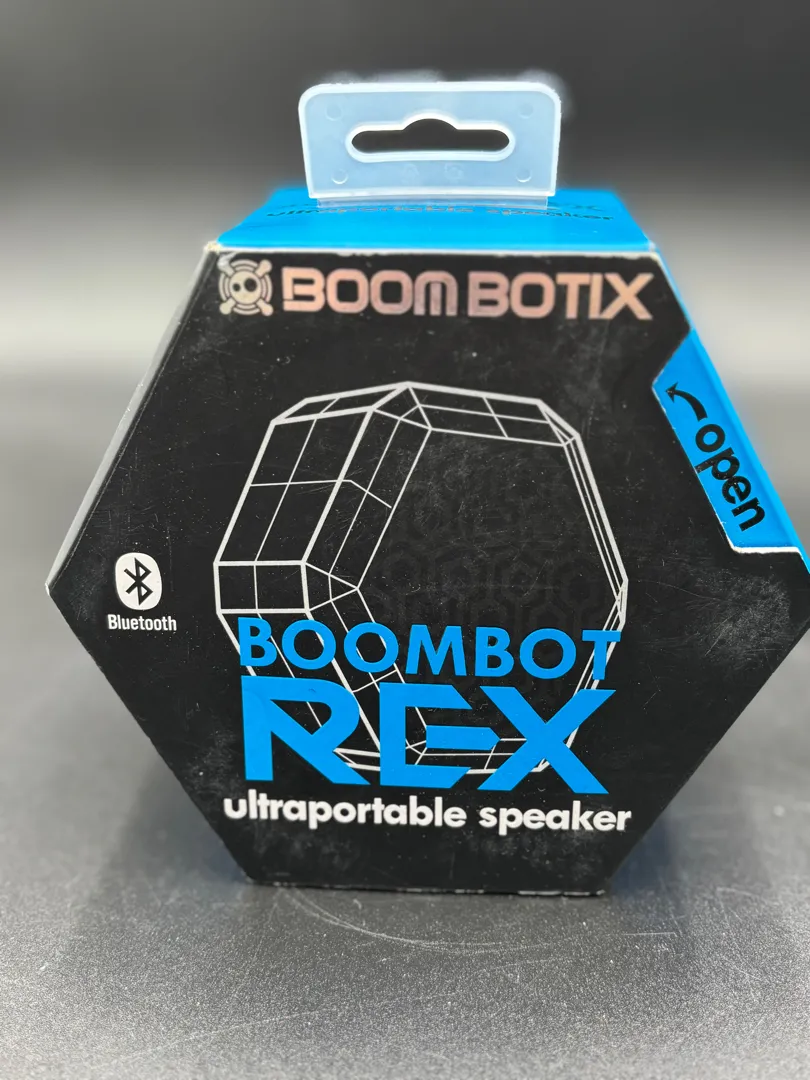 ultraportable speaker
BOOMBOTIX
open
Bluetooth
BOOMBOT
REX
ultraportable speaker